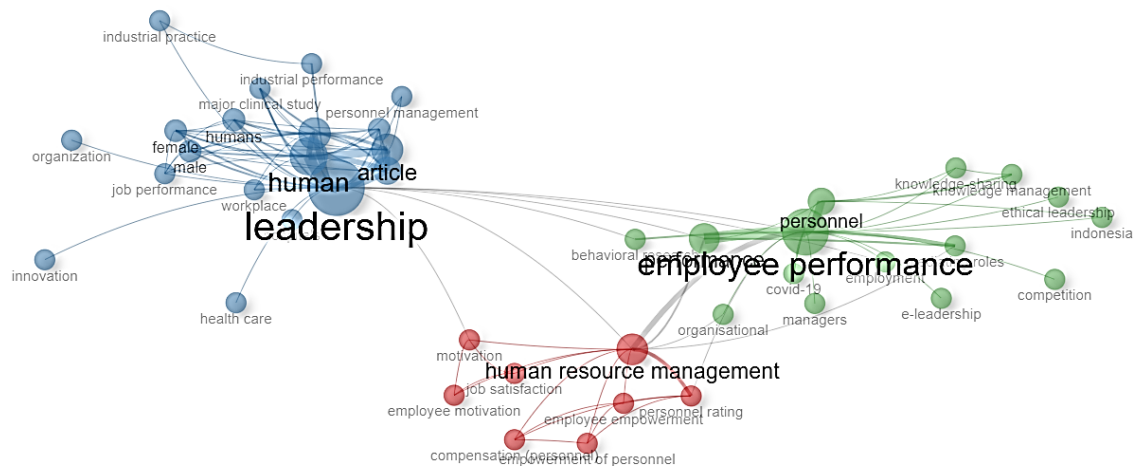 industrial practice
industrial performance
major clinical study
personnel management
humans
female
organization
male
article
job performance
human
workplace
leadership
innovation
health care
knowledge-sharing
knowledge management
ethical leadership
personnel
indonesia
behavioral
performance
employee performance
roles
employment
covid-19
competition
e-leadership
managers
organisational
motivation
human resource management
job satisfaction
employee motivation
personnel rating
employee empowerment
compensation (personnel)
empowerment of personnel